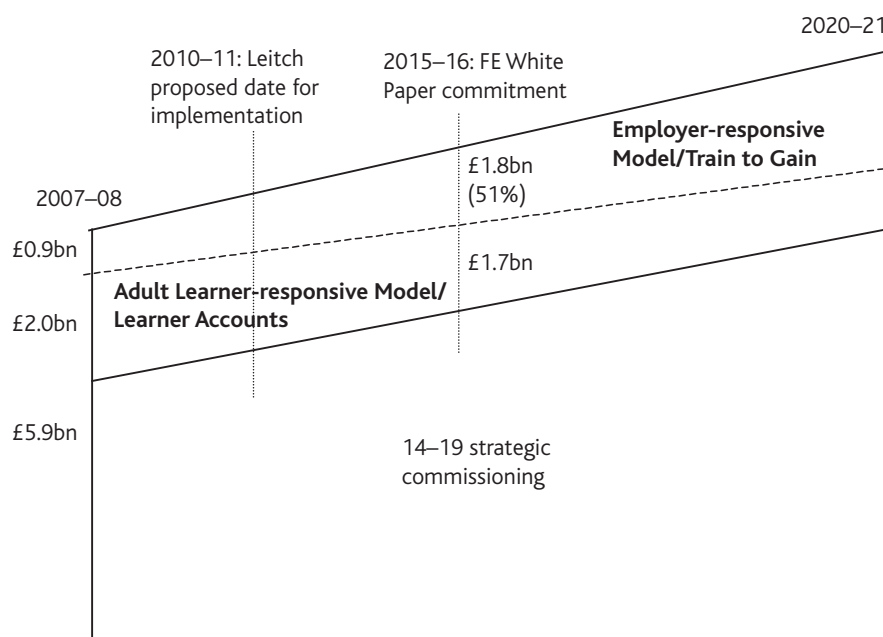 2020–21
2010–11: Leitch
proposed date for
implementation
2015–16: FE White
Paper commitment
Employer-responsive
Model/Train to Gain
£1.8bn
(51%)
2007–08
£0.9bn
£1.7bn
Adult Learner-responsive Model/
Learner Accounts
£2.0bn
£5.9bn
14–19 strategic
commissioning